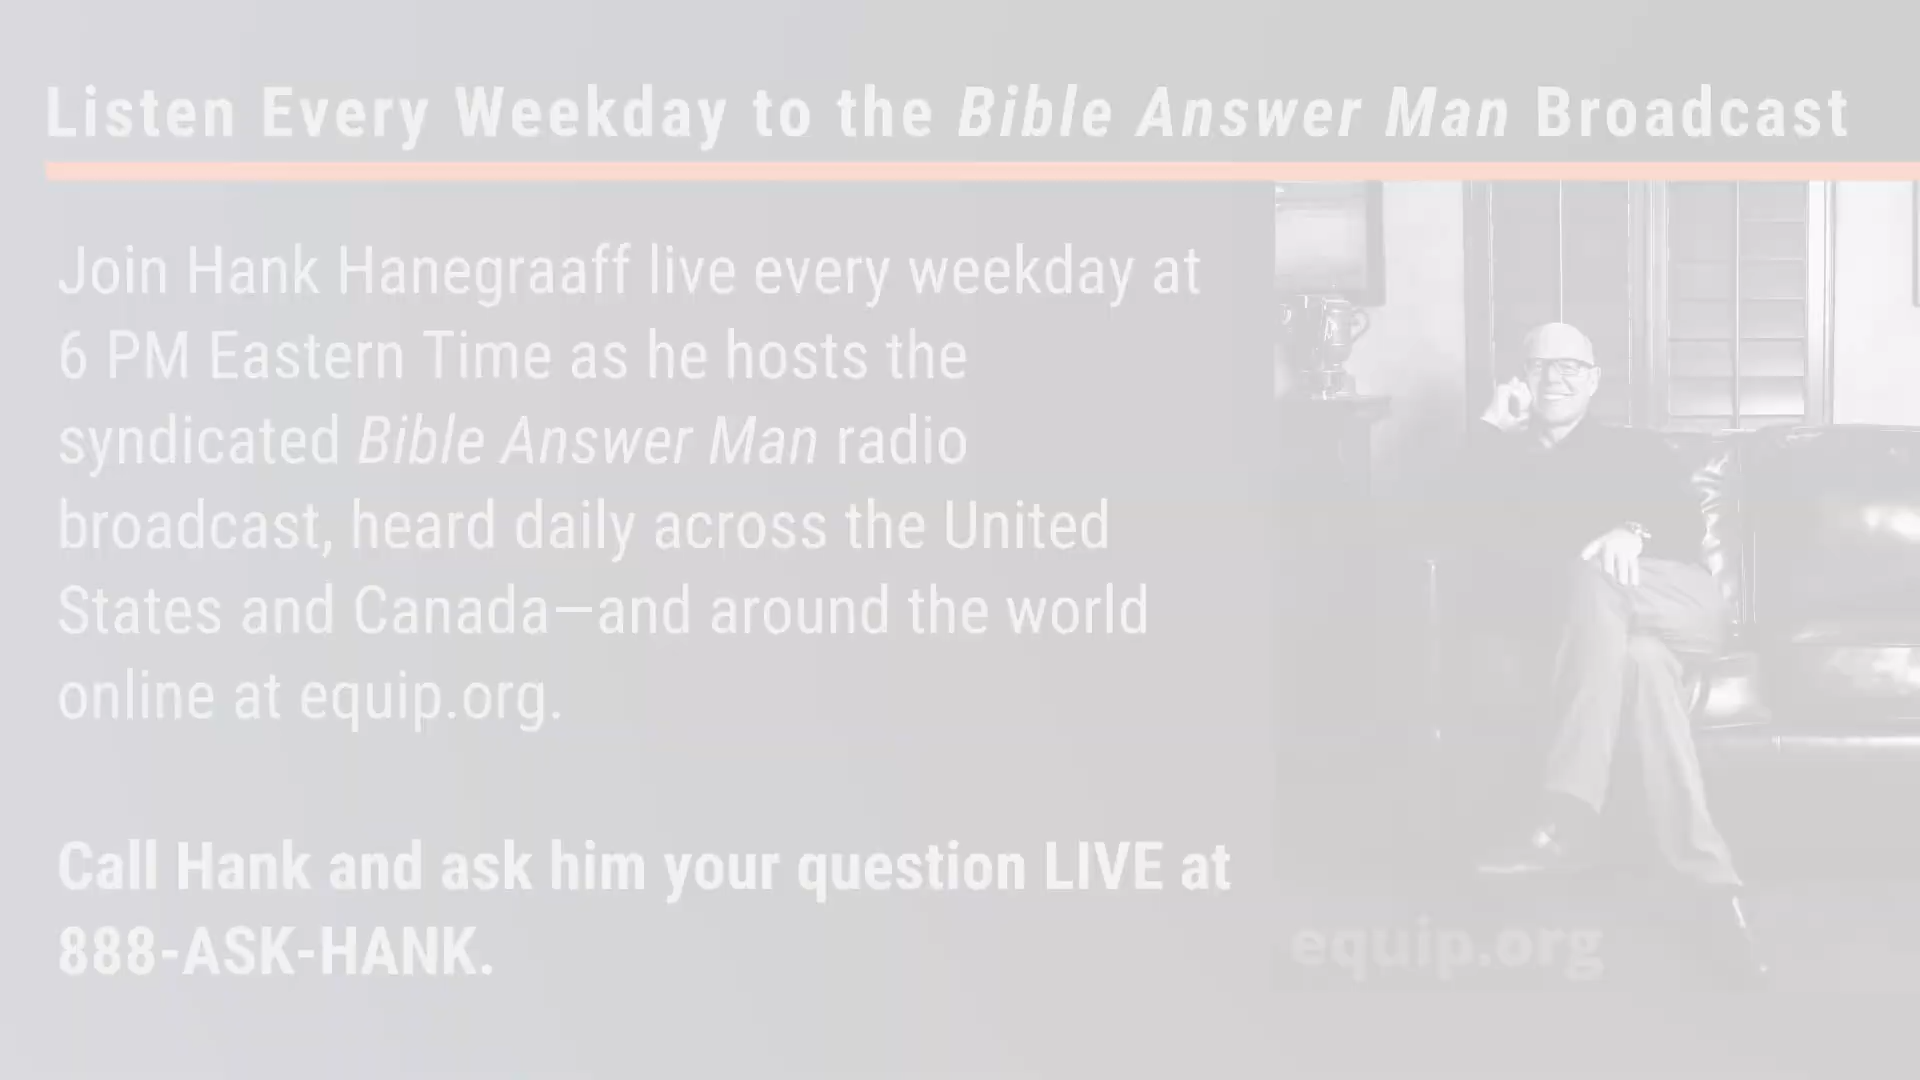 Listen Every Weekday to the Bible Answer Man Broadcast
Join Hank Hanegraaff live every weekday at
6 PM Eastern Time as he hosts the
syndicated Bible Answer Man radio
broadcast, heard daily across the United
States and Canada—and around the world
online at equip.org.
Call Hank and ask him your question LIVE at
888-ASK-HANK.
equip.org